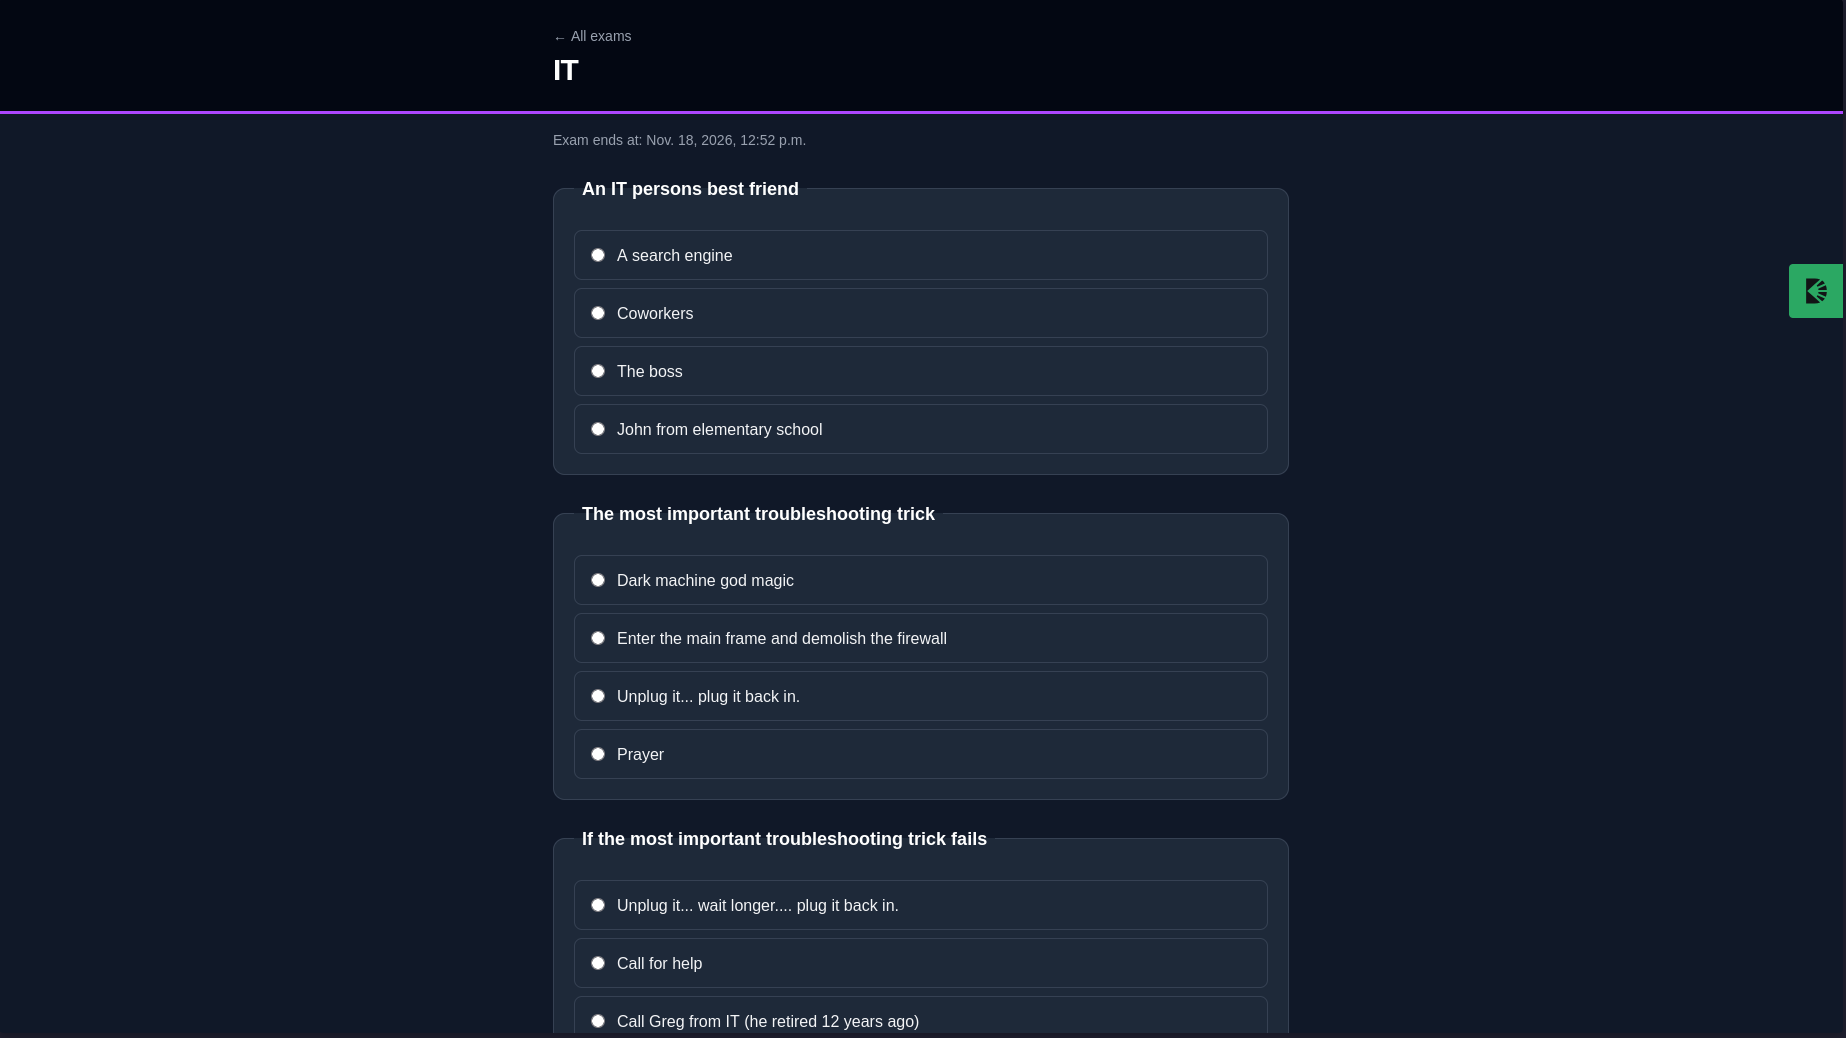 ← All exams
IT
Exam ends at: Nov. 18, 2026, 12:52 p.m.
An IT persons best friend
A search engine
Coworkers
The boss
John from elementary school
The most important troubleshooting trick
Dark machine god magic
Enter the main frame and demolish the firewall
Unplug it... plug it back in.
Prayer
If the most important troubleshooting trick fails
Unplug it... wait longer.... plug it back in.
Call for help
Call Greg from IT (he retired 12 years ago)